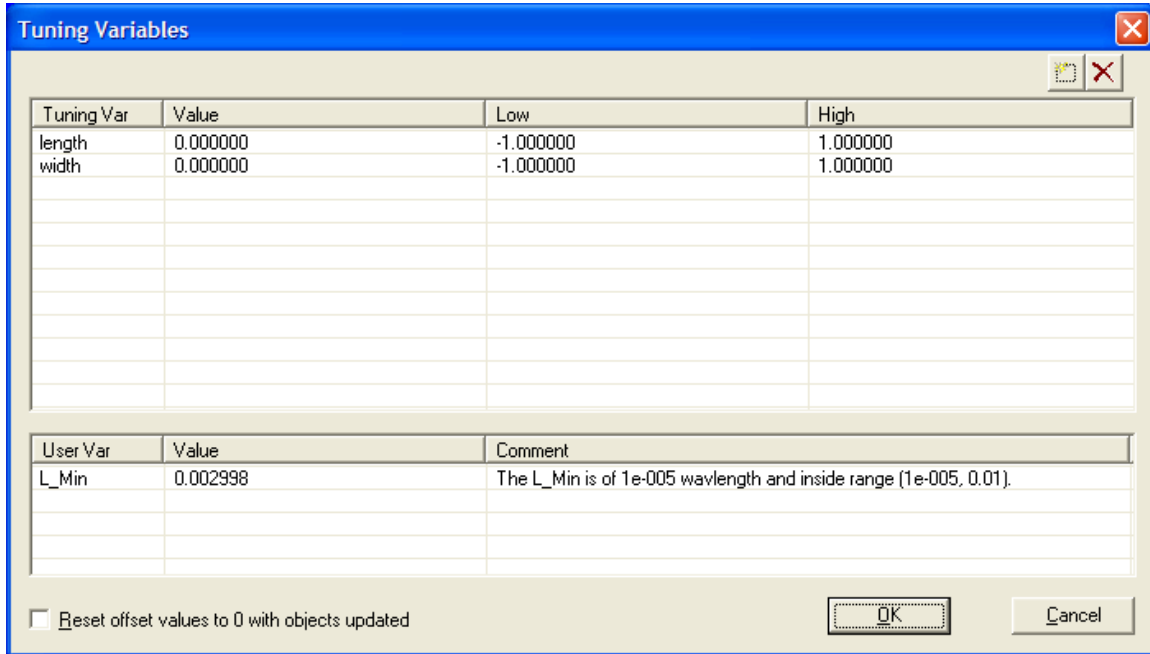 Tuning Variables
Tuning Var Value Low High
length 0.000000 -1.000000 1.000000
width 0.000000 -1.000000 1.000000
User Var Value Comment
L_Min 0.002998 The L_Min is of 1e-005 wavlength and inside range (1e-005, 0.01).
Reset offset values to 0 with objects updated OK Cancel